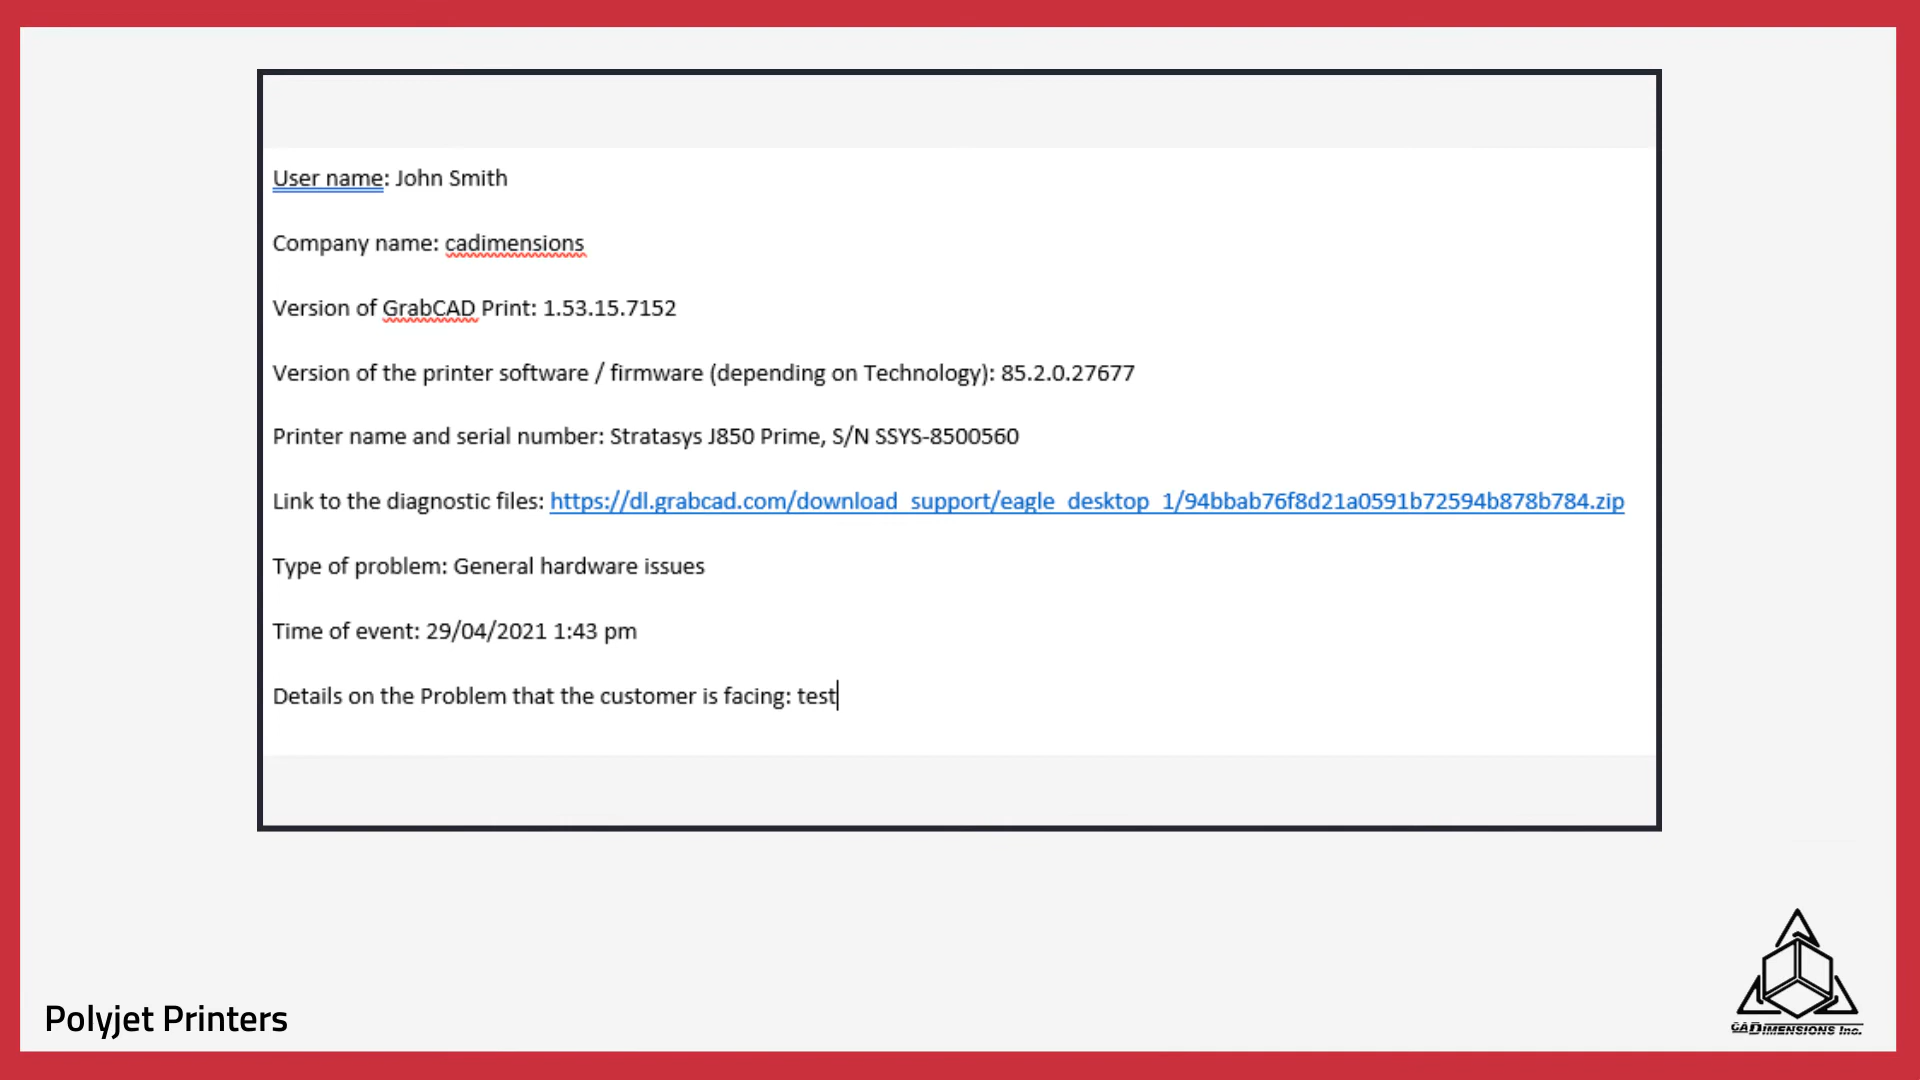 User name: John Smith
Company name: cadimensions
Version of GrabCAD Print: 1.53.15.7152
Version of the printer software / firmware (depending on Technology): 85.2.0.27677
Printer name and serial number: Stratasys J850 Prime, S/N SSYS-8500560
Link to the diagnostic files: https://dl.grabcad.com/download_support/eagle_desktop_1/94bbab76f8d21a0591b72594b878b784.zip
Type of problem: General hardware issues
Time of event: 29/04/2021 1:43 pm
Details on the Problem that the customer is facing: test
Polyjet Printers
CADIMENSIONS Inc.